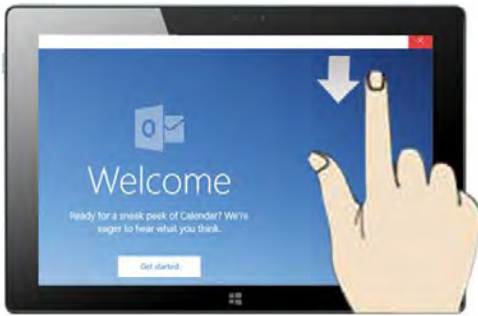 Welcome
Ready for a sneak peek of Calendar? We're
eager to hear what you think.
Get started